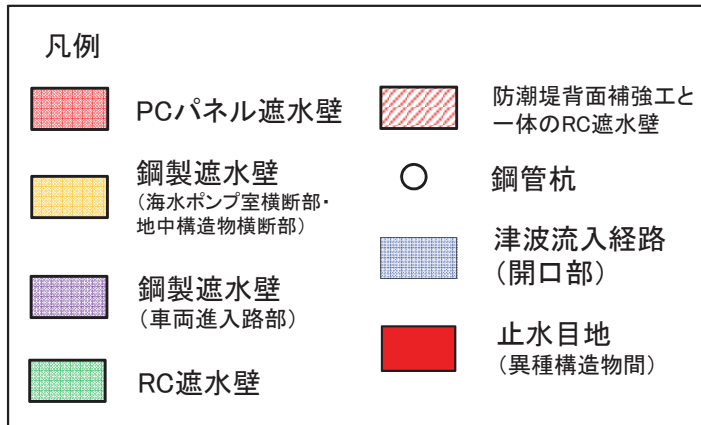 凡例
PCパネル遮水壁
鋼製遮水壁
(海水ポンプ室横断部・
地中構造物横断部)
鋼製遮水壁
(車両進入路部)
RC遮水壁
防潮堤背面補強工と
一体のRC遮水壁
鋼管杭
津波流入経路
(開口部)
止水目地
(異種構造物間)